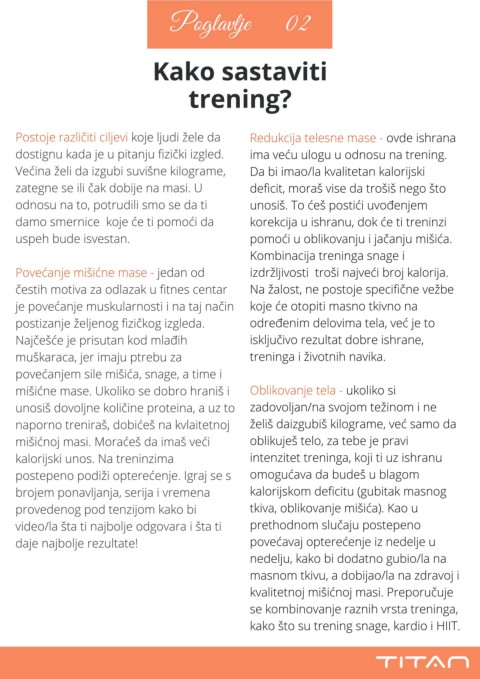 Poglavlje 02
Kako sastaviti
trening?
Postoje različiti ciljevi koje ljudi žele da
dostignu kada je u pitanju fizički izgled.
Većina želi da izgubi suvišne kilograme,
zategne se ili čak dobije na masi. U
odnosu na to, potrudili smo se da ti
damo smernice koje će ti pomoći da
uspeh bude isvestan.
Povećanje mišićne mase - jedan od
čestih motiva za odlazak u fitnes centar
je povećanje muskularnosti i na taj način
postizanje željenog fizičkog izgleda.
Najčešće je prisutan kod mlađih
muškaraca, jer imaju ptrebu za
povećanjem sile mišića, snage, a time i
mišićne mase. Ukoliko se dobro hraniš i
unosiš dovoljne količine proteina, a uz to
naporno treniraš, dobićeš na kvlaitetnoj
mišićnoj masi. Moraćeš da imaš veći
kalorijski unos. Na treninzima
postepeno podiži opterećenje. Igraj se s
brojem ponavljanja, serija i vremena
provedenog pod tenzijom kako bi
video/la šta ti najbolje odgovara i šta ti
daje najbolje rezultate!
Redukcija telesne mase - ovde ishrana
ima veću ulogu u odnosu na trening.
Da bi imao/la kvalitetan kalorijski
deficit, moraš vise da trošiš nego što
unosiš. To ćeš postići uvođenjem
korekcija u ishranu, dok će ti treninzi
pomoći u oblikovanju i jačanju mišića.
Kombinacija treninga snage i
izdržljivosti troši najveći broj kalorija.
Na žalost, ne postoje specifične vežbe
koje će otopiti masno tkivno na
određenim delovima tela, već je to
isključivo rezultat dobre ishrane,
treninga i životnih navika.
Oblikovanje tela - ukoliko si
zadovoljan/na svojom težinom i ne
želiš daizgubiš kilograme, već samo da
oblikuješ telo, za tebe je pravi
intenzitet treninga, koji ti uz ishranu
omogućava da budeš u blagom
kalorijskom deficitu (gubitak masnog
tkiva, oblikovanje mišića). Kao u
prethodnom slučaju postepeno
povećavaj opterećenje iz nedelje u
nedelju, kako bi dodatno gubio/la na
masnom tkivu, a dobijao/la na zdravoj i
kvalitetnoj mišićnoj masi. Preporučuje
se kombinovanje raznih vrsta treninga,
kako što su trening snage, kardio i HIIT.
TITAN